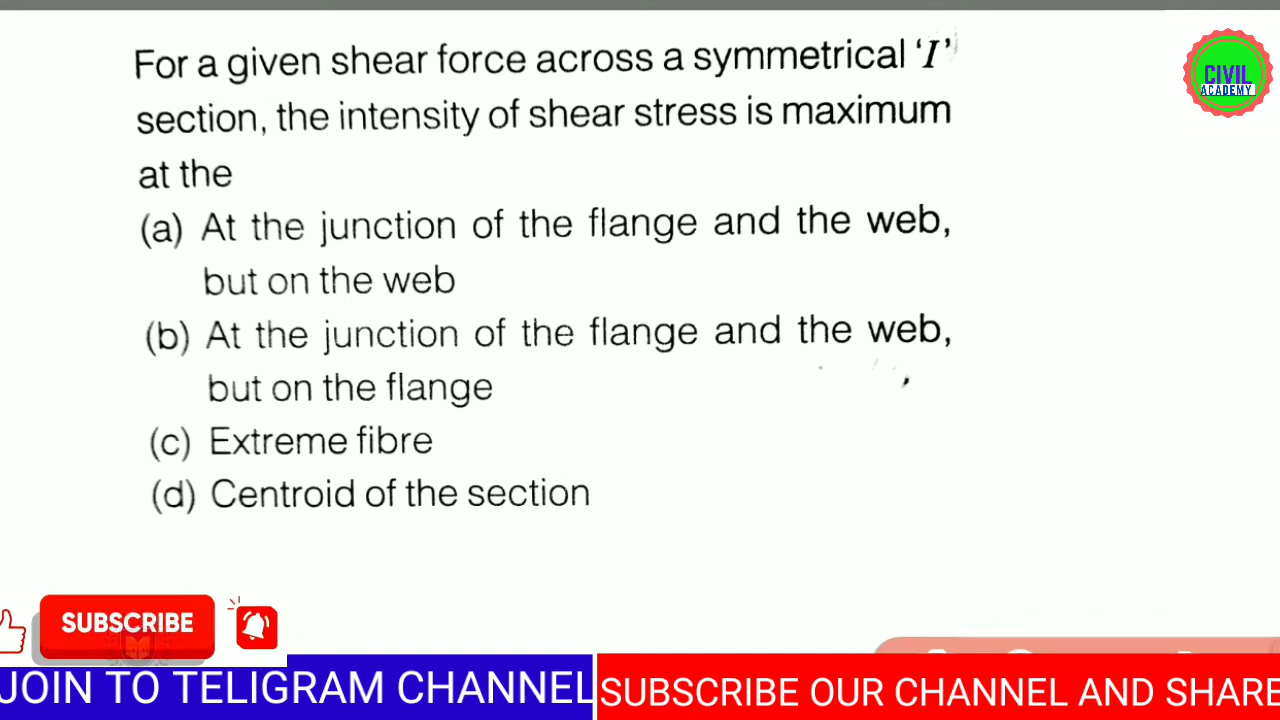 For a given shear force across a symmetrical ‘I’
section, the intensity of shear stress is maximum
at the
(a) At the junction of the flange and the web,
but on the web
(b) At the junction of the flange and the web,
but on the flange
(c) Extreme fibre
(d) Centroid of the section
CIVIL
ACADEMY
SUBSCRIBE
JOIN TO TELIGRAM CHANNEL
SUBSCRIBE OUR CHANNEL AND SHARE